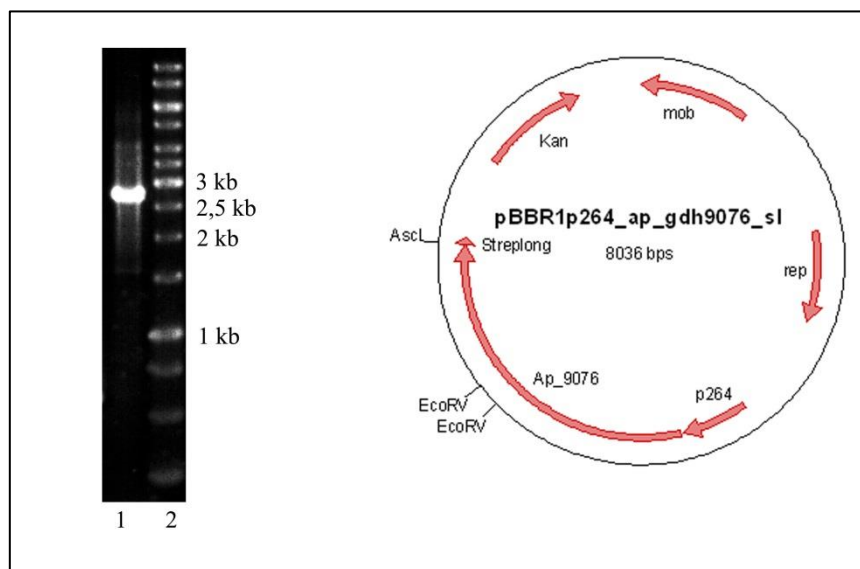 3 kb
2,5 kb
2 kb
1 kb
1 2
Kan
mob
pBBR1p264_ap_gdh9076_sl
8036 bps
AscI
Streplong
rep
Ap_9076
p264
EcoRV
EcoRV